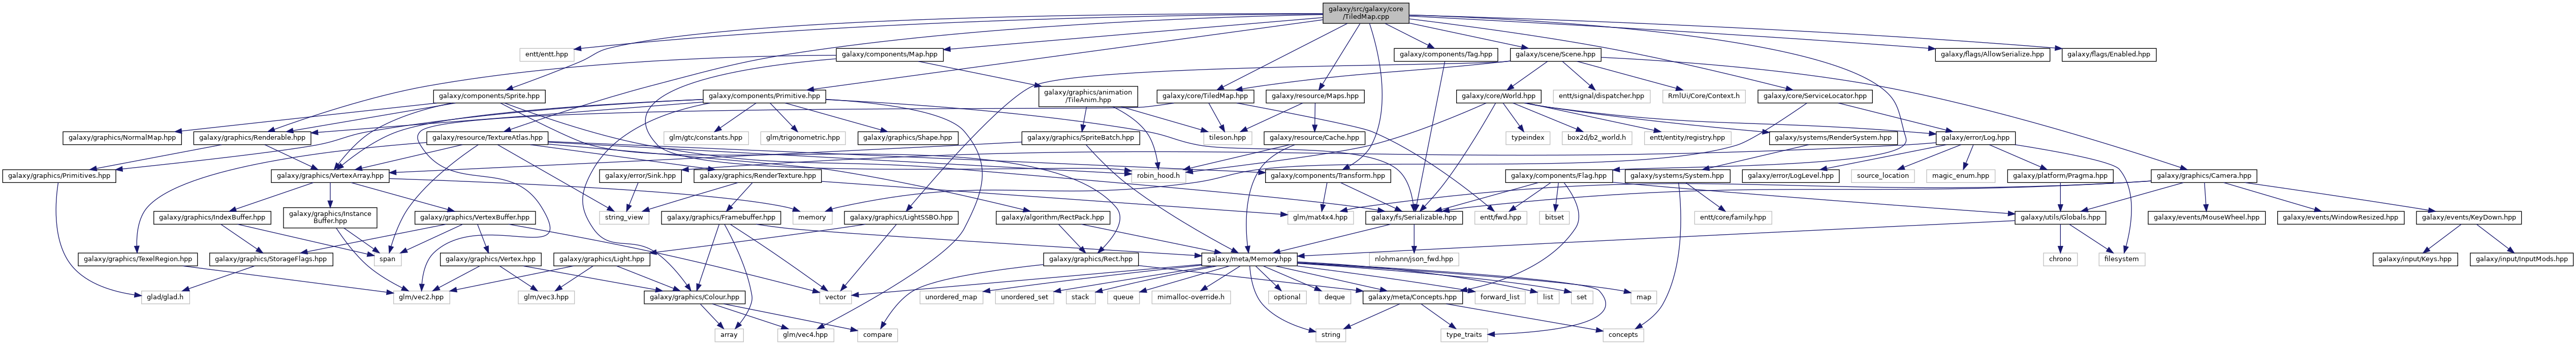 galaxy/src/galaxy/core
/TiledMap.cpp
entt/entt.hpp
galaxy/components/Map.hpp
galaxy/components/Tag.hpp
galaxy/scene/Scene.hpp
galaxy/flags/AllowSerialize.hpp
galaxy/flags/Enabled.hpp
galaxy/components/Sprite.hpp
galaxy/components/Primitive.hpp
galaxy/graphics/animation
/TileAnim.hpp
galaxy/core/TiledMap.hpp
galaxy/resource/Maps.hpp
galaxy/core/World.hpp
entt/signal/dispatcher.hpp
RmlUi/Core/Context.h
galaxy/core/ServiceLocator.hpp
galaxy/graphics/NormalMap.hpp
galaxy/graphics/Renderable.hpp
galaxy/resource/TextureAtlas.hpp
glm/gtc/constants.hpp
glm/trigonometric.hpp
galaxy/graphics/Shape.hpp
galaxy/graphics/SpriteBatch.hpp
tileson.hpp
galaxy/resource/Cache.hpp
typeindex
box2d/b2_world.h
entt/entity/registry.hpp
galaxy/systems/RenderSystem.hpp
galaxy/error/Log.hpp
galaxy/graphics/Primitives.hpp
galaxy/graphics/VertexArray.hpp
galaxy/error/Sink.hpp
galaxy/graphics/RenderTexture.hpp
robin_hood.h
galaxy/components/Transform.hpp
galaxy/components/Flag.hpp
galaxy/systems/System.hpp
galaxy/error/LogLevel.hpp
source_location
magic_enum.hpp
galaxy/platform/Pragma.hpp
galaxy/graphics/Camera.hpp
galaxy/graphics/IndexBuffer.hpp
galaxy/graphics/Instance
Buffer.hpp
galaxy/graphics/VertexBuffer.hpp
string_view
galaxy/graphics/Framebuffer.hpp
memory
galaxy/graphics/LightSSBO.hpp
galaxy/algorithm/RectPack.hpp
glm/mat4x4.hpp
galaxy/fs/Serializable.hpp
entt/fwd.hpp
bitset
entt/core/family.hpp
galaxy/utils/Globals.hpp
galaxy/events/MouseWheel.hpp
galaxy/events/WindowResized.hpp
galaxy/events/KeyDown.hpp
galaxy/graphics/TexelRegion.hpp
galaxy/graphics/StorageFlags.hpp
span
galaxy/graphics/Vertex.hpp
galaxy/graphics/Light.hpp
galaxy/graphics/Rect.hpp
galaxy/meta/Memory.hpp
nlohmann/json_fwd.hpp
chrono
filesystem
galaxy/input/Keys.hpp
galaxy/input/InputMods.hpp
glad/glad.h
glm/vec2.hpp
glm/vec3.hpp
galaxy/graphics/Colour.hpp
vector
unordered_map
unordered_set
stack
queue
mimalloc-override.h
optional
deque
galaxy/meta/Concepts.hpp
forward_list
list
set
map
array
glm/vec4.hpp
compare
string
type_traits
concepts